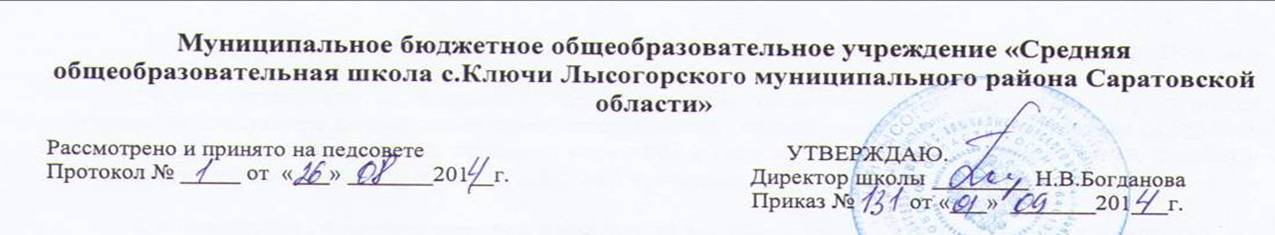 Муниципальное бюджетное общеобразовательное учреждение «Средняя
общеобразовательная школа с.Ключи Лысогорского муниципального района Саратовской
области»
Рассмотрено и принято на педсовете
Протокол № 1 от «26» 08 2014 г.
УТВЕРЖДАЮ.
Директор школы Н.В.Богданова
Приказ № 131 от «01» 09 2014 г.